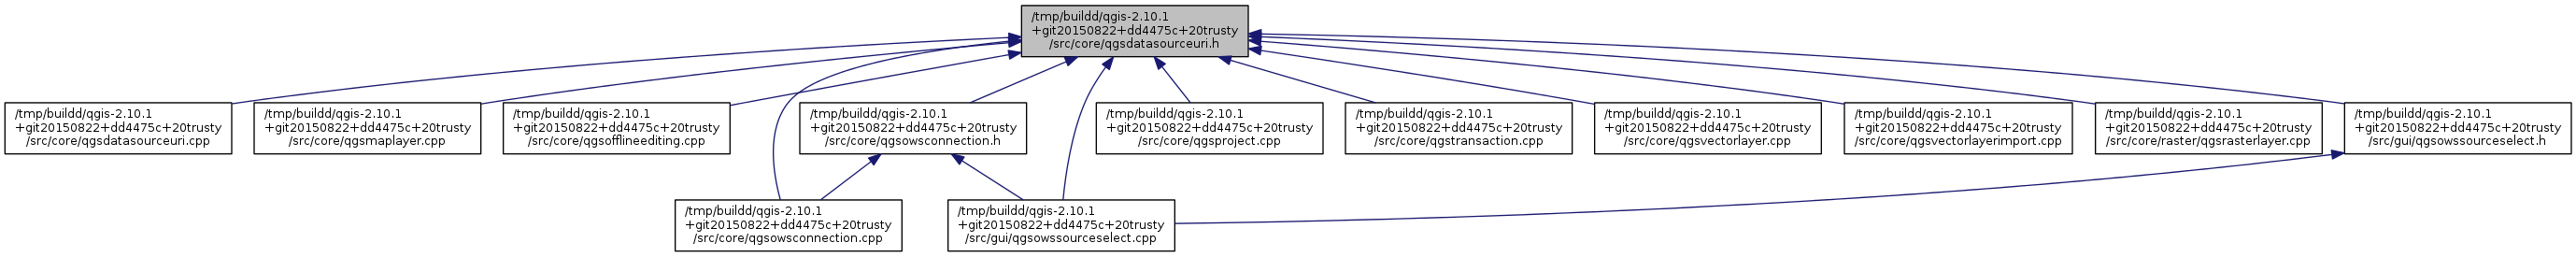 /tmp/buildd/qgis-2.10.1
+git20150822+dd4475c+20trusty
/src/core/qgsdatasourceuri.h
/tmp/buildd/qgis-2.10.1
+git20150822+dd4475c+20trusty
/src/core/qgsdatasourceuri.cpp
/tmp/buildd/qgis-2.10.1
+git20150822+dd4475c+20trusty
/src/core/qgsmaplayer.cpp
/tmp/buildd/qgis-2.10.1
+git20150822+dd4475c+20trusty
/src/core/qgsofflineediting.cpp
/tmp/buildd/qgis-2.10.1
+git20150822+dd4475c+20trusty
/src/core/qgsowsconnection.h
/tmp/buildd/qgis-2.10.1
+git20150822+dd4475c+20trusty
/src/core/qgsproject.cpp
/tmp/buildd/qgis-2.10.1
+git20150822+dd4475c+20trusty
/src/core/qgstransaction.cpp
/tmp/buildd/qgis-2.10.1
+git20150822+dd4475c+20trusty
/src/core/qgsvectorlayer.cpp
/tmp/buildd/qgis-2.10.1
+git20150822+dd4475c+20trusty
/src/core/qgsvectorlayerimport.cpp
/tmp/buildd/qgis-2.10.1
+git20150822+dd4475c+20trusty
/src/core/raster/qgsrasterlayer.cpp
/tmp/buildd/qgis-2.10.1
+git20150822+dd4475c+20trusty
/src/gui/qgsowssourceselect.h
/tmp/buildd/qgis-2.10.1
+git20150822+dd4475c+20trusty
/src/core/qgsowsconnection.cpp
/tmp/buildd/qgis-2.10.1
+git20150822+dd4475c+20trusty
/src/gui/qgsowssourceselect.cpp